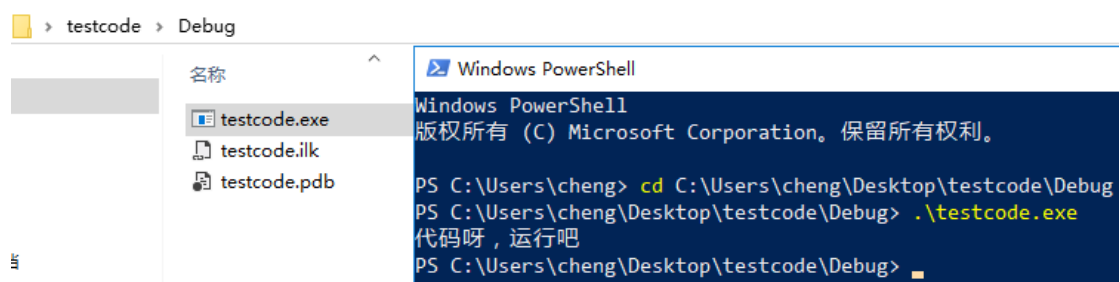 testcode > Debug
名称
testcode.exe
testcode.ilk
testcode.pdb
Windows PowerShell
Windows PowerShell
版权所有 (C) Microsoft Corporation。保留所有权利。
PS C:\Users\cheng> cd C:\Users\cheng\Desktop\testcode\Debug
PS C:\Users\cheng\Desktop\testcode\Debug> .\testcode.exe
代码呀，运行吧
PS C:\Users\cheng\Desktop\testcode\Debug>